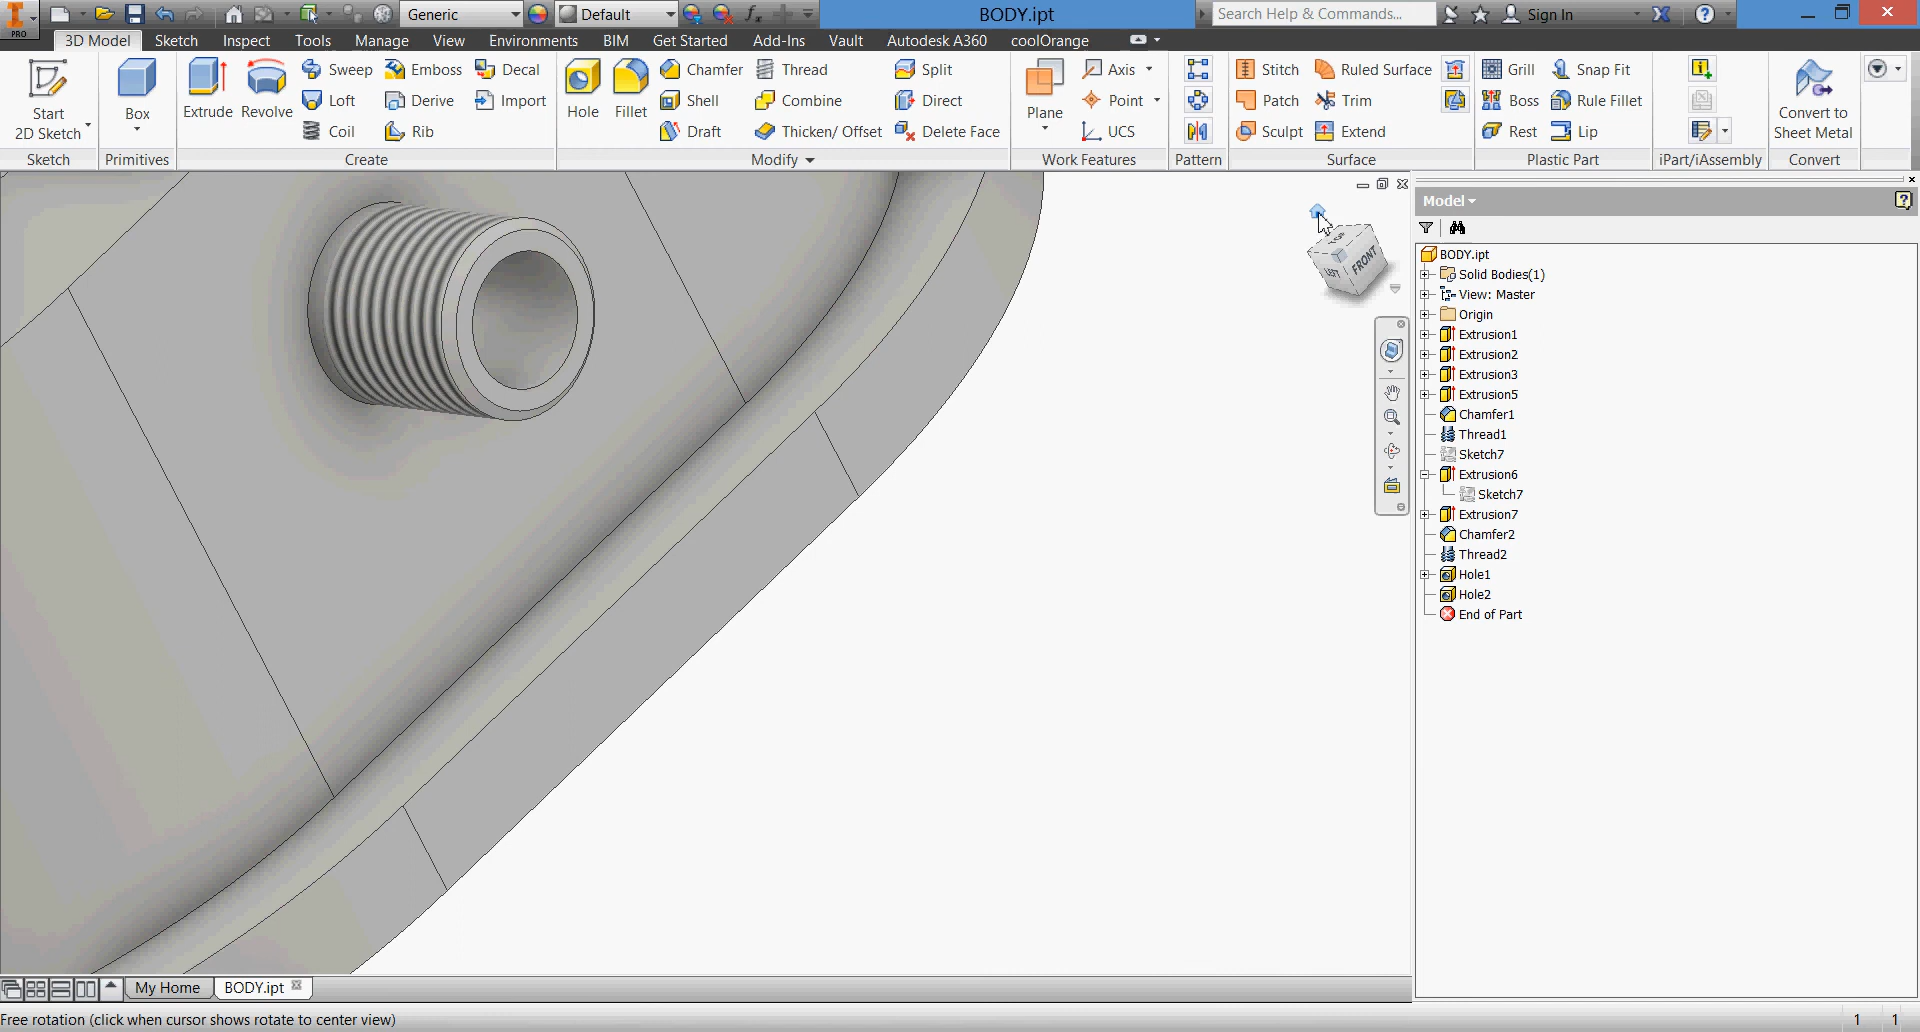 PRO
Generic
Default
fx
BODY.ipt
Search Help & Commands...
Sign In
3D Model
Sketch
Inspect
Tools
Manage
View
Environments
BIM
Get Started
Add-Ins
Vault
Autodesk A360
coolOrange
Start
2D Sketch
Sketch
Box
Primitives
Extrude
Revolve
Sweep
Loft
Coil
Emboss
Derive
Rib
Decal
Import
Create
Hole
Fillet
Chamfer
Shell
Draft
Thread
Combine
Thicken/ Offset
Split
Direct
Delete Face
Modify
Plane
Axis
Point
UCS
Work Features
Pattern
Stitch
Patch
Sculpt
Ruled Surface
Trim
Extend
Surface
Grill
Boss
Rest
Snap Fit
Rule Fillet
Lip
Plastic Part
iPart/iAssembly
Convert to
Sheet Metal
Convert
TOP
LEFT
FRONT
Model
BODY.ipt
Solid Bodies(1)
View: Master
Origin
Extrusion1
Extrusion2
Extrusion3
Extrusion5
Chamfer1
Thread1
Sketch7
Extrusion6
Sketch7
Extrusion7
Chamfer2
Thread2
Hole1
Hole2
End of Part
My Home
BODY.ipt
Free rotation (click when cursor shows rotate to center view)
1 1